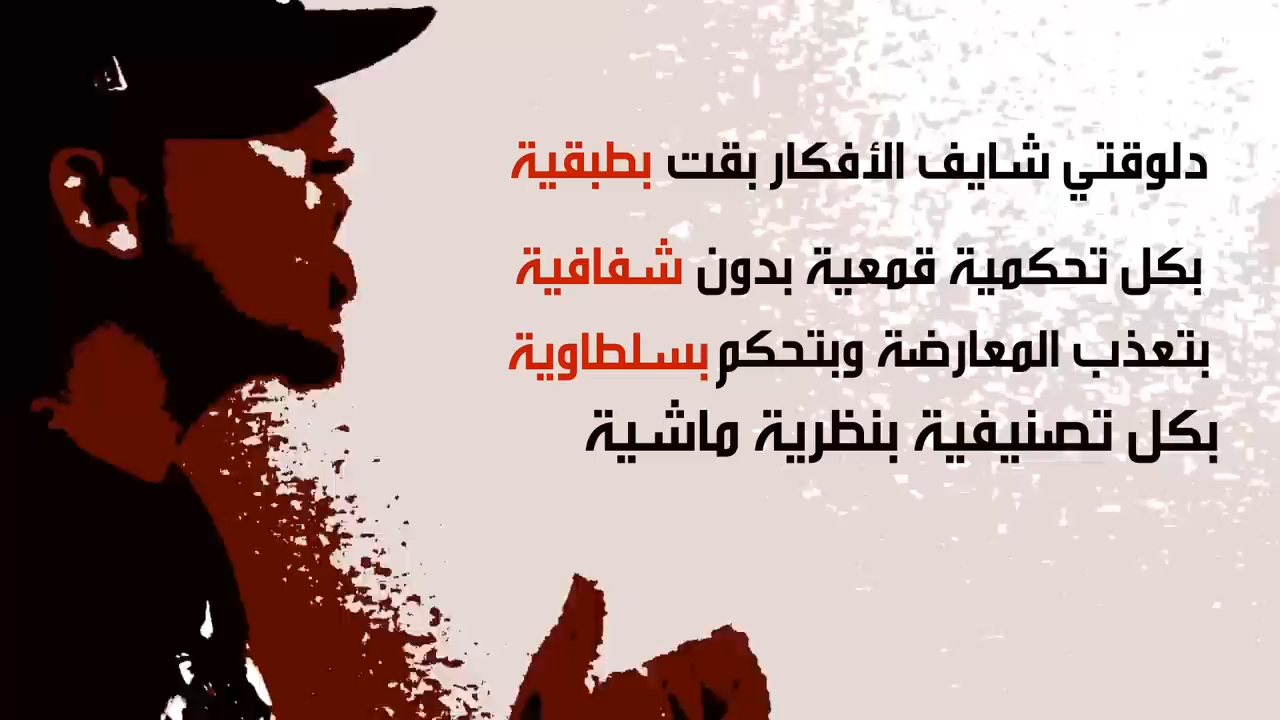 دلوقتي شايف الأفكار بقت بطبقية
بكل تحكمية قمعية بدون شفافية
بتعذب المعارضة وبتحكم بسلطاوية
بكل تصنيفية بنظرية ماشية